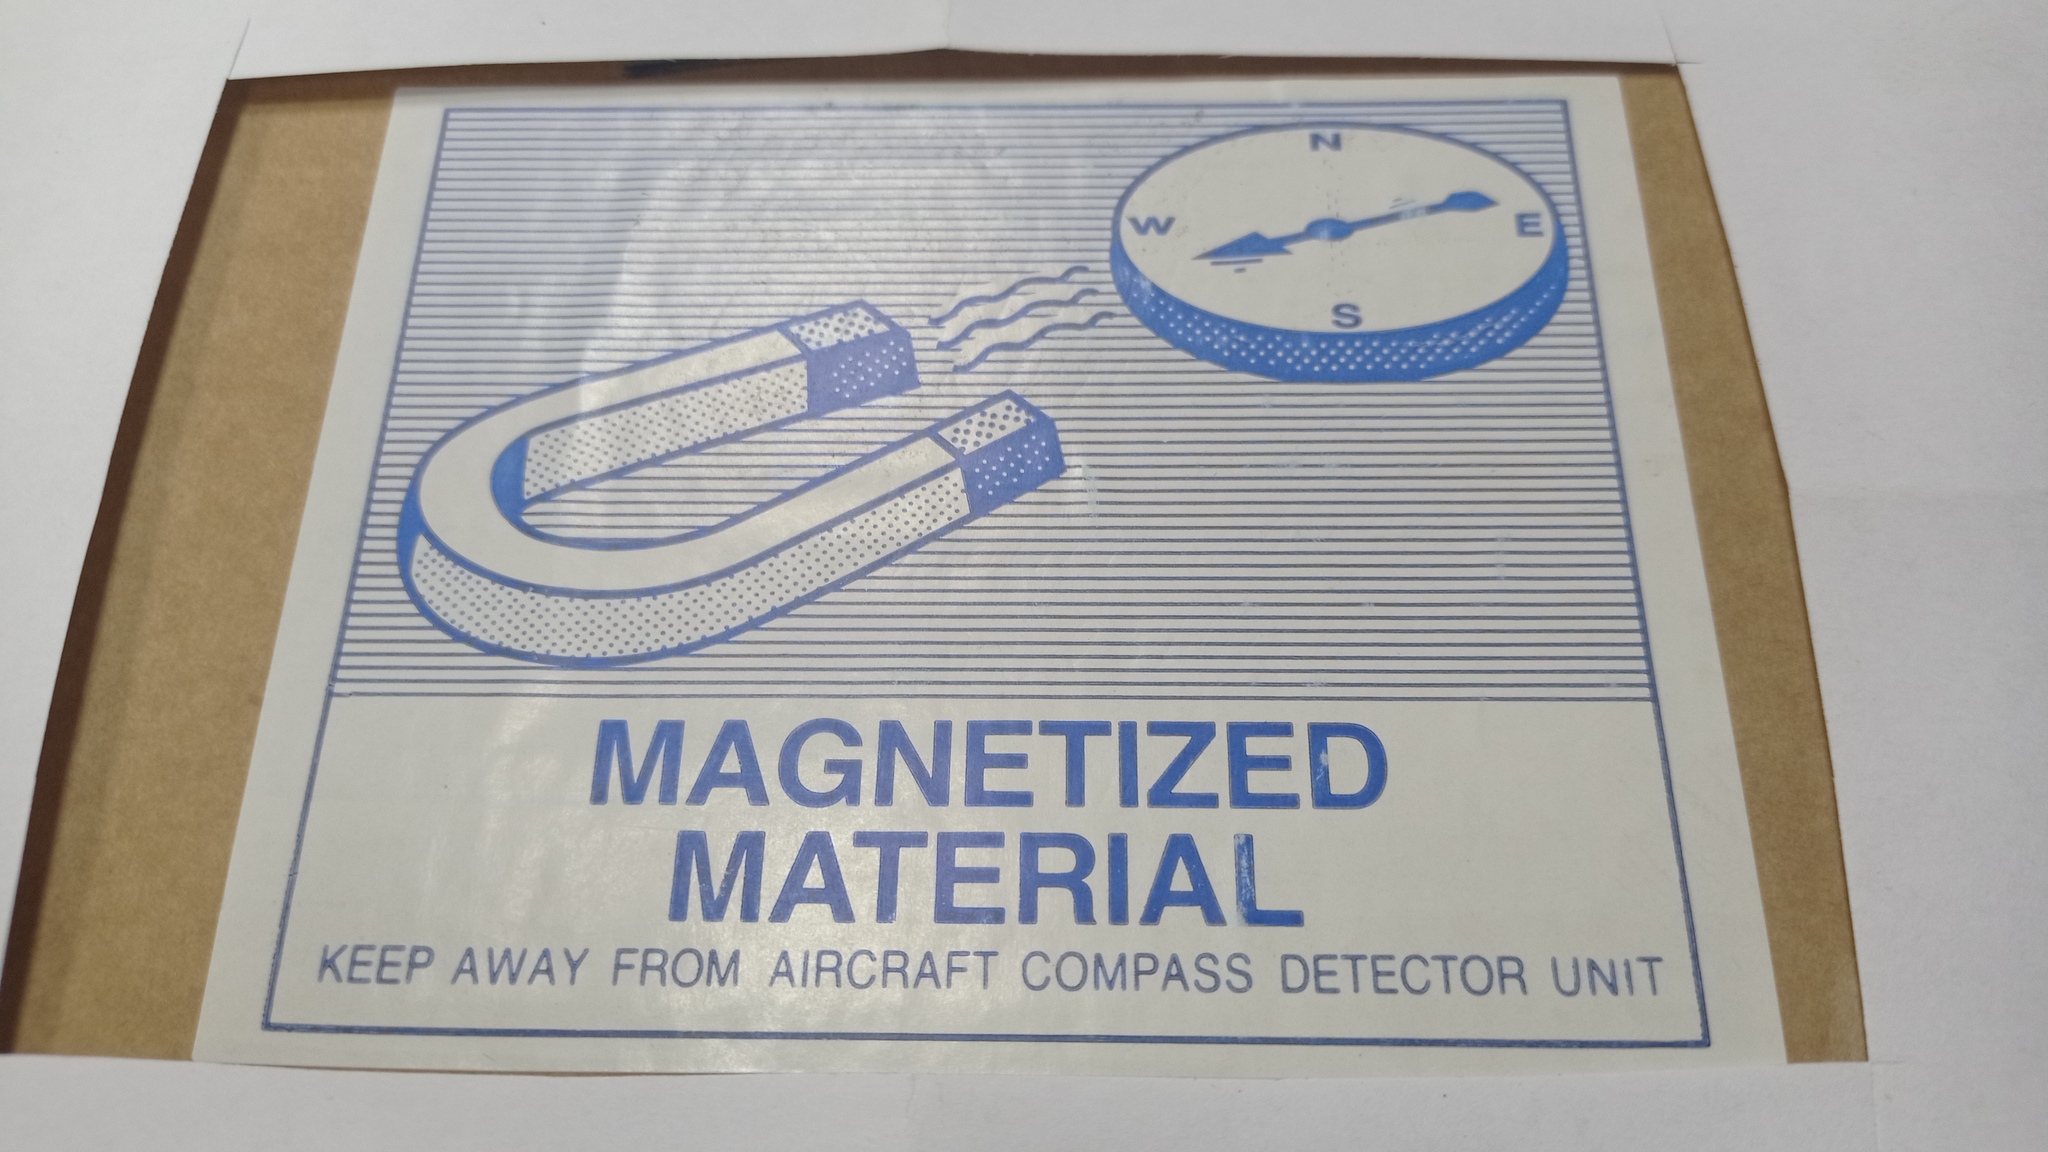 N
W E
S
MAGNETIZED
MATERIAL
KEEP AWAY FROM AIRCRAFT COMPASS DETECTOR UNIT